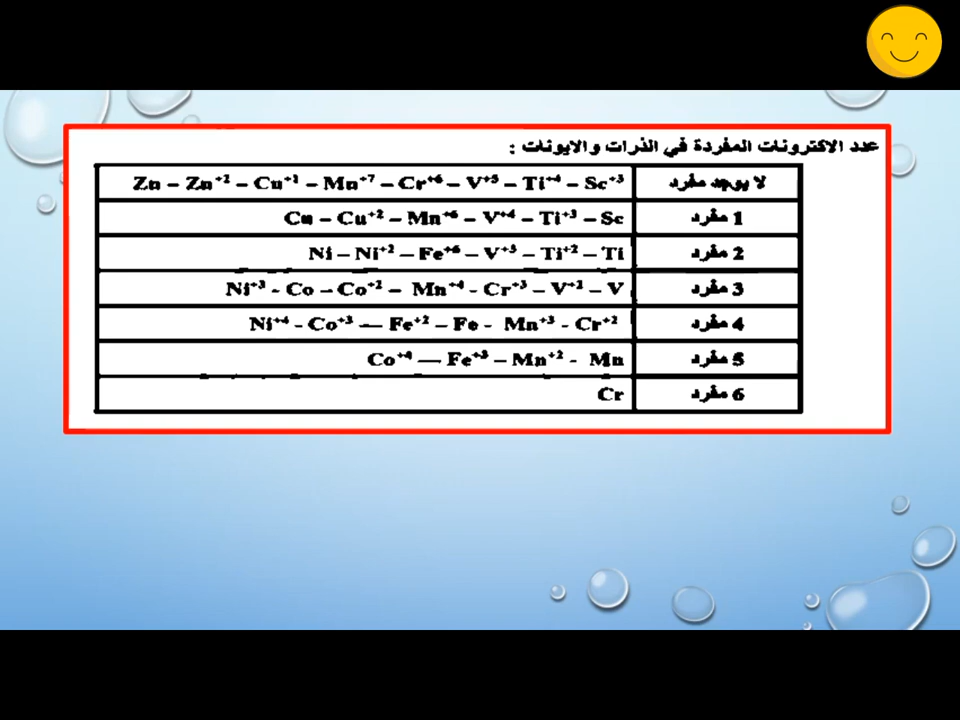 عدد الاكترونات المفردة في الذرات والايونات :
لا يوجد مفرد Zn – Zn⁺² – Cu⁺¹ – Mn⁺⁷ – Cr⁺⁶ – V⁺⁵ – Ti⁺⁴ – Sc⁺³
1 مفرد Cu – Cu⁺² – Mn⁺⁶ – V⁺⁴ – Ti⁺³ – Sc
2 مفرد Ni – Ni⁺² – Fe⁺⁶ – V⁺³ – Ti⁺² – Ti
3 مفرد Ni⁺³ - Co – Co⁺² – Mn⁺⁴ - Cr⁺³ – V⁺² – V
4 مفرد Ni⁺⁴ - Co⁺³ — Fe⁺² – Fe - Mn⁺³ - Cr⁺²
5 مفرد Co⁺⁴ — Fe⁺³ – Mn⁺² - Mn
6 مفرد Cr